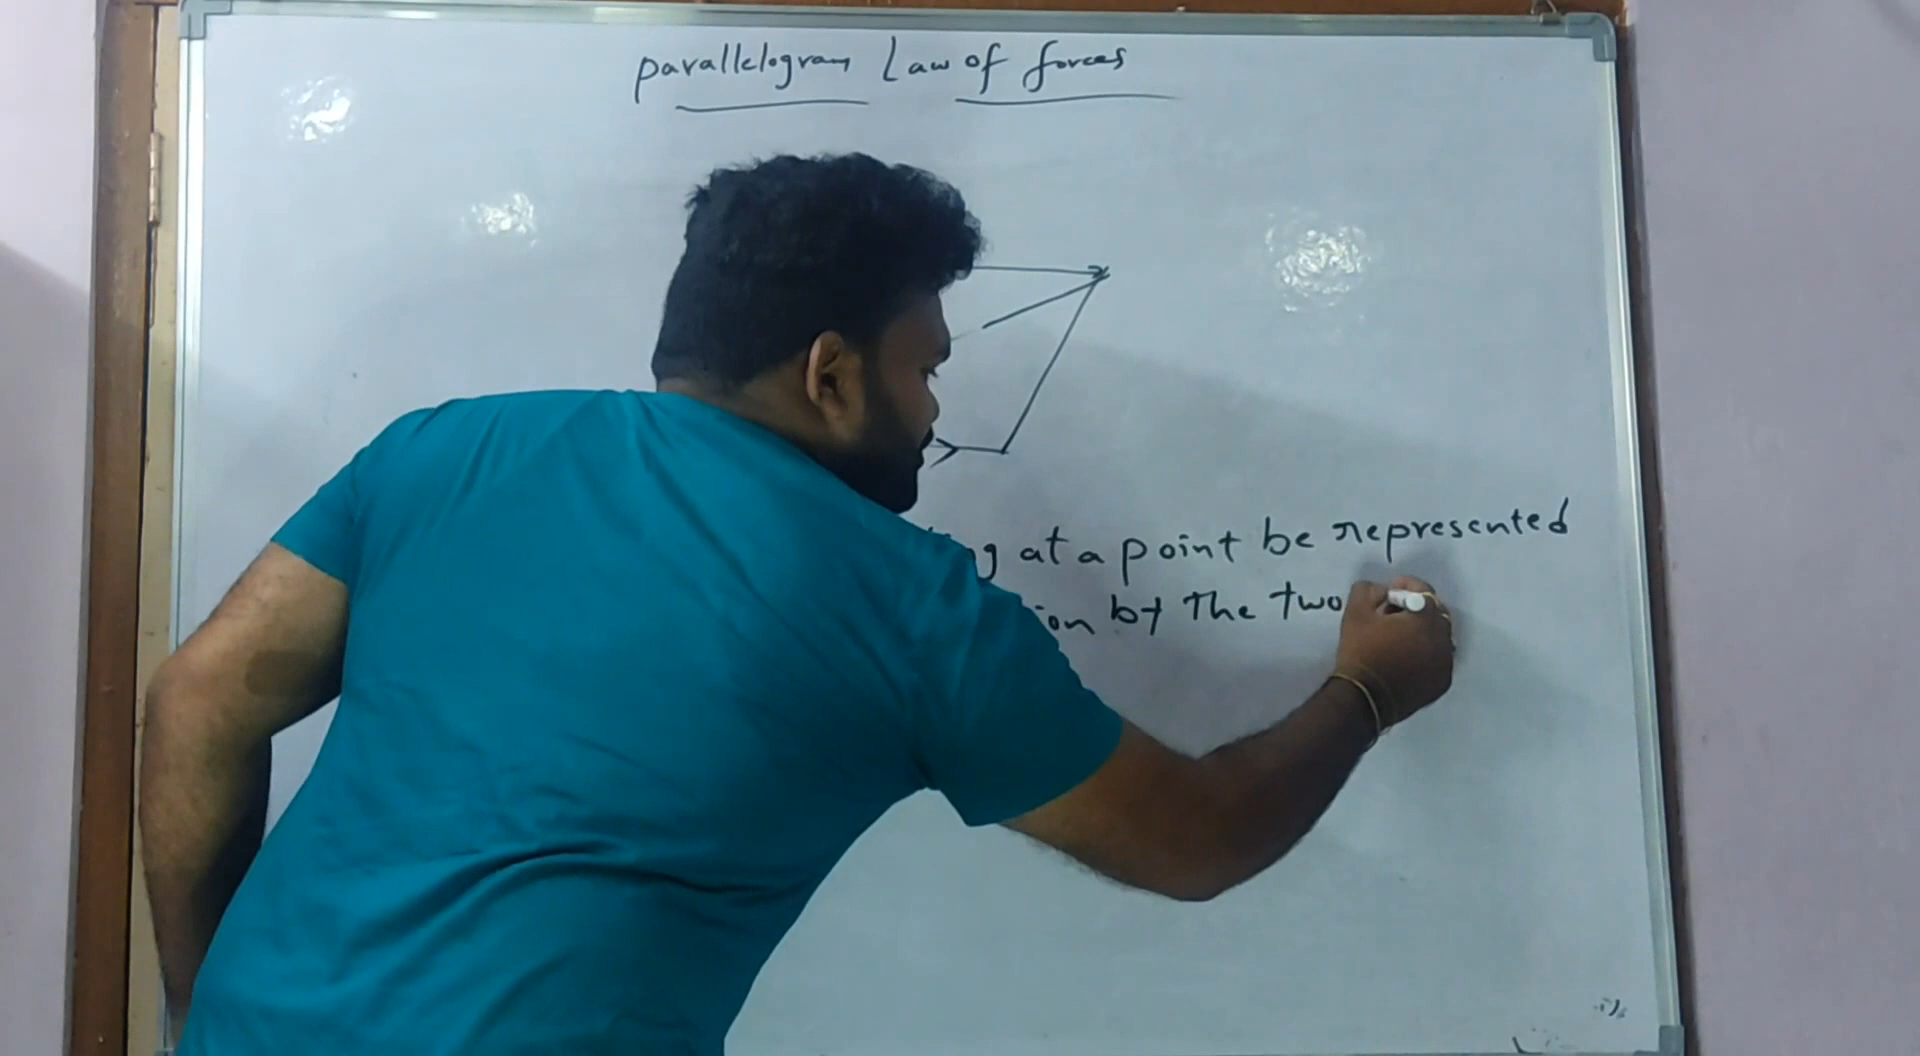 parallelogram Law of forces
at a point be represented
by The two